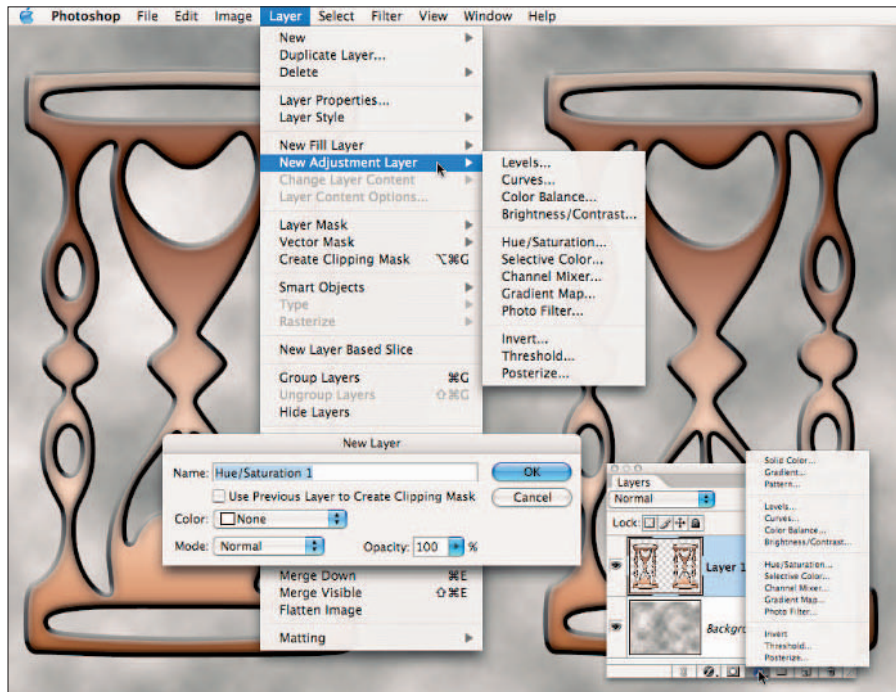 Photoshop File Edit Image Layer Select Filter View Window Help
New
Duplicate Layer...
Delete
Layer Properties...
Layer Style
New Fill Layer
New Adjustment Layer
Change Layer Content
Layer Content Options...
Layer Mask
Vector Mask
Create Clipping Mask ⌥⌘G
Smart Objects
Type
Rasterize
New Layer Based Slice
Group Layers ⌘G
Ungroup Layers ⇧⌘G
Hide Layers
Levels...
Curves...
Color Balance...
Brightness/Contrast...
Hue/Saturation...
Selective Color...
Channel Mixer...
Gradient Map...
Photo Filter...
Invert...
Threshold...
Posterize...
New Layer
Name: Hue/Saturation 1
OK
Use Previous Layer to Create Clipping Mask
Cancel
Color: None
Mode: Normal Opacity: 100 %
Merge Down ⌘E
Merge Visible ⇧⌘E
Flatten Image
Matting
Layers
Normal
Lock:
Layer 1
Backgro
Solid Color...
Gradient...
Pattern...
Levels...
Curves...
Color Balance...
Brightness/Contrast...
Hue/Saturation...
Selective Color...
Channel Mixer...
Gradient Map...
Photo Filter...
Invert
Threshold...
Posterize...